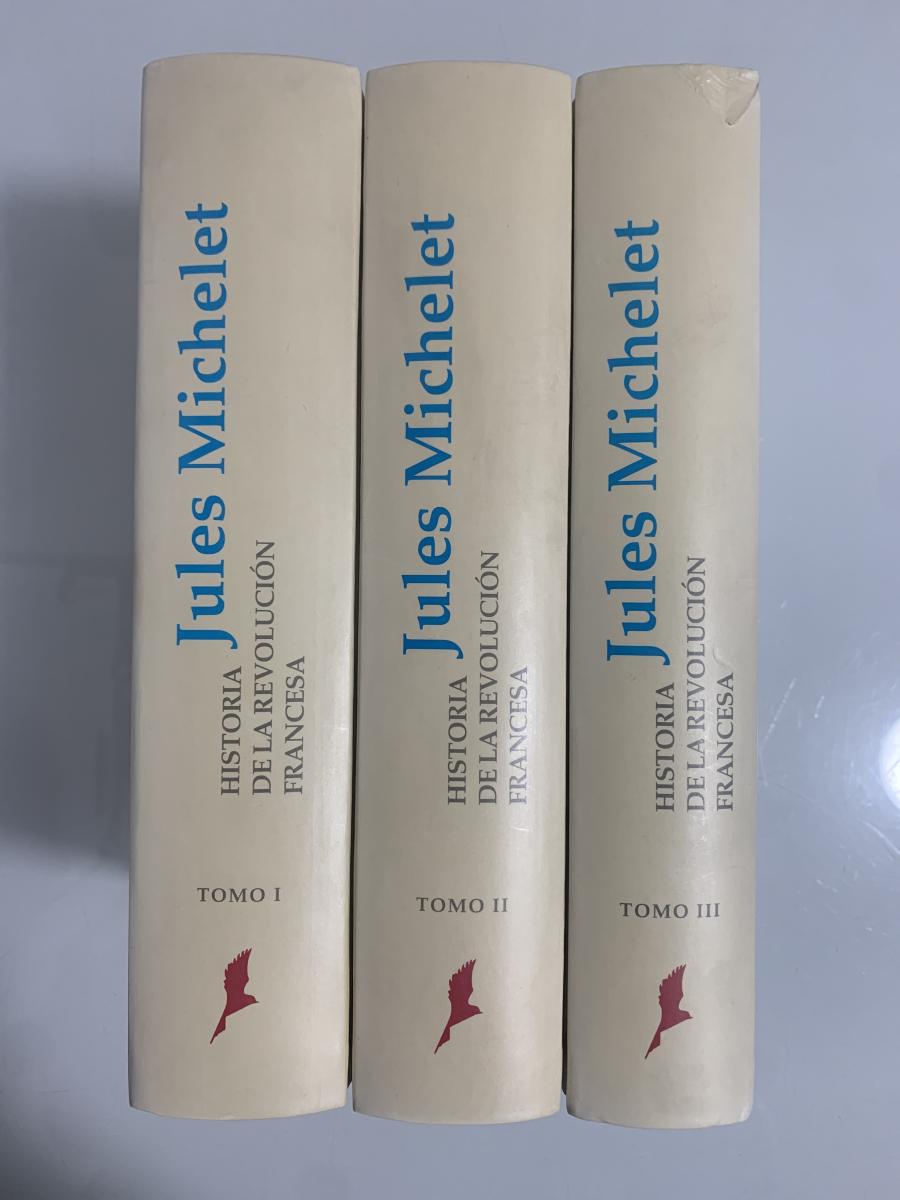 Jules Michelet
HISTORIA
DE LA REVOLUCIÓN
FRANCESA
TOMO I
Jules Michelet
HISTORIA
DE LA REVOLUCIÓN
FRANCESA
TOMO II
Jules Michelet
HISTORIA
DE LA REVOLUCIÓN
FRANCESA
TOMO III